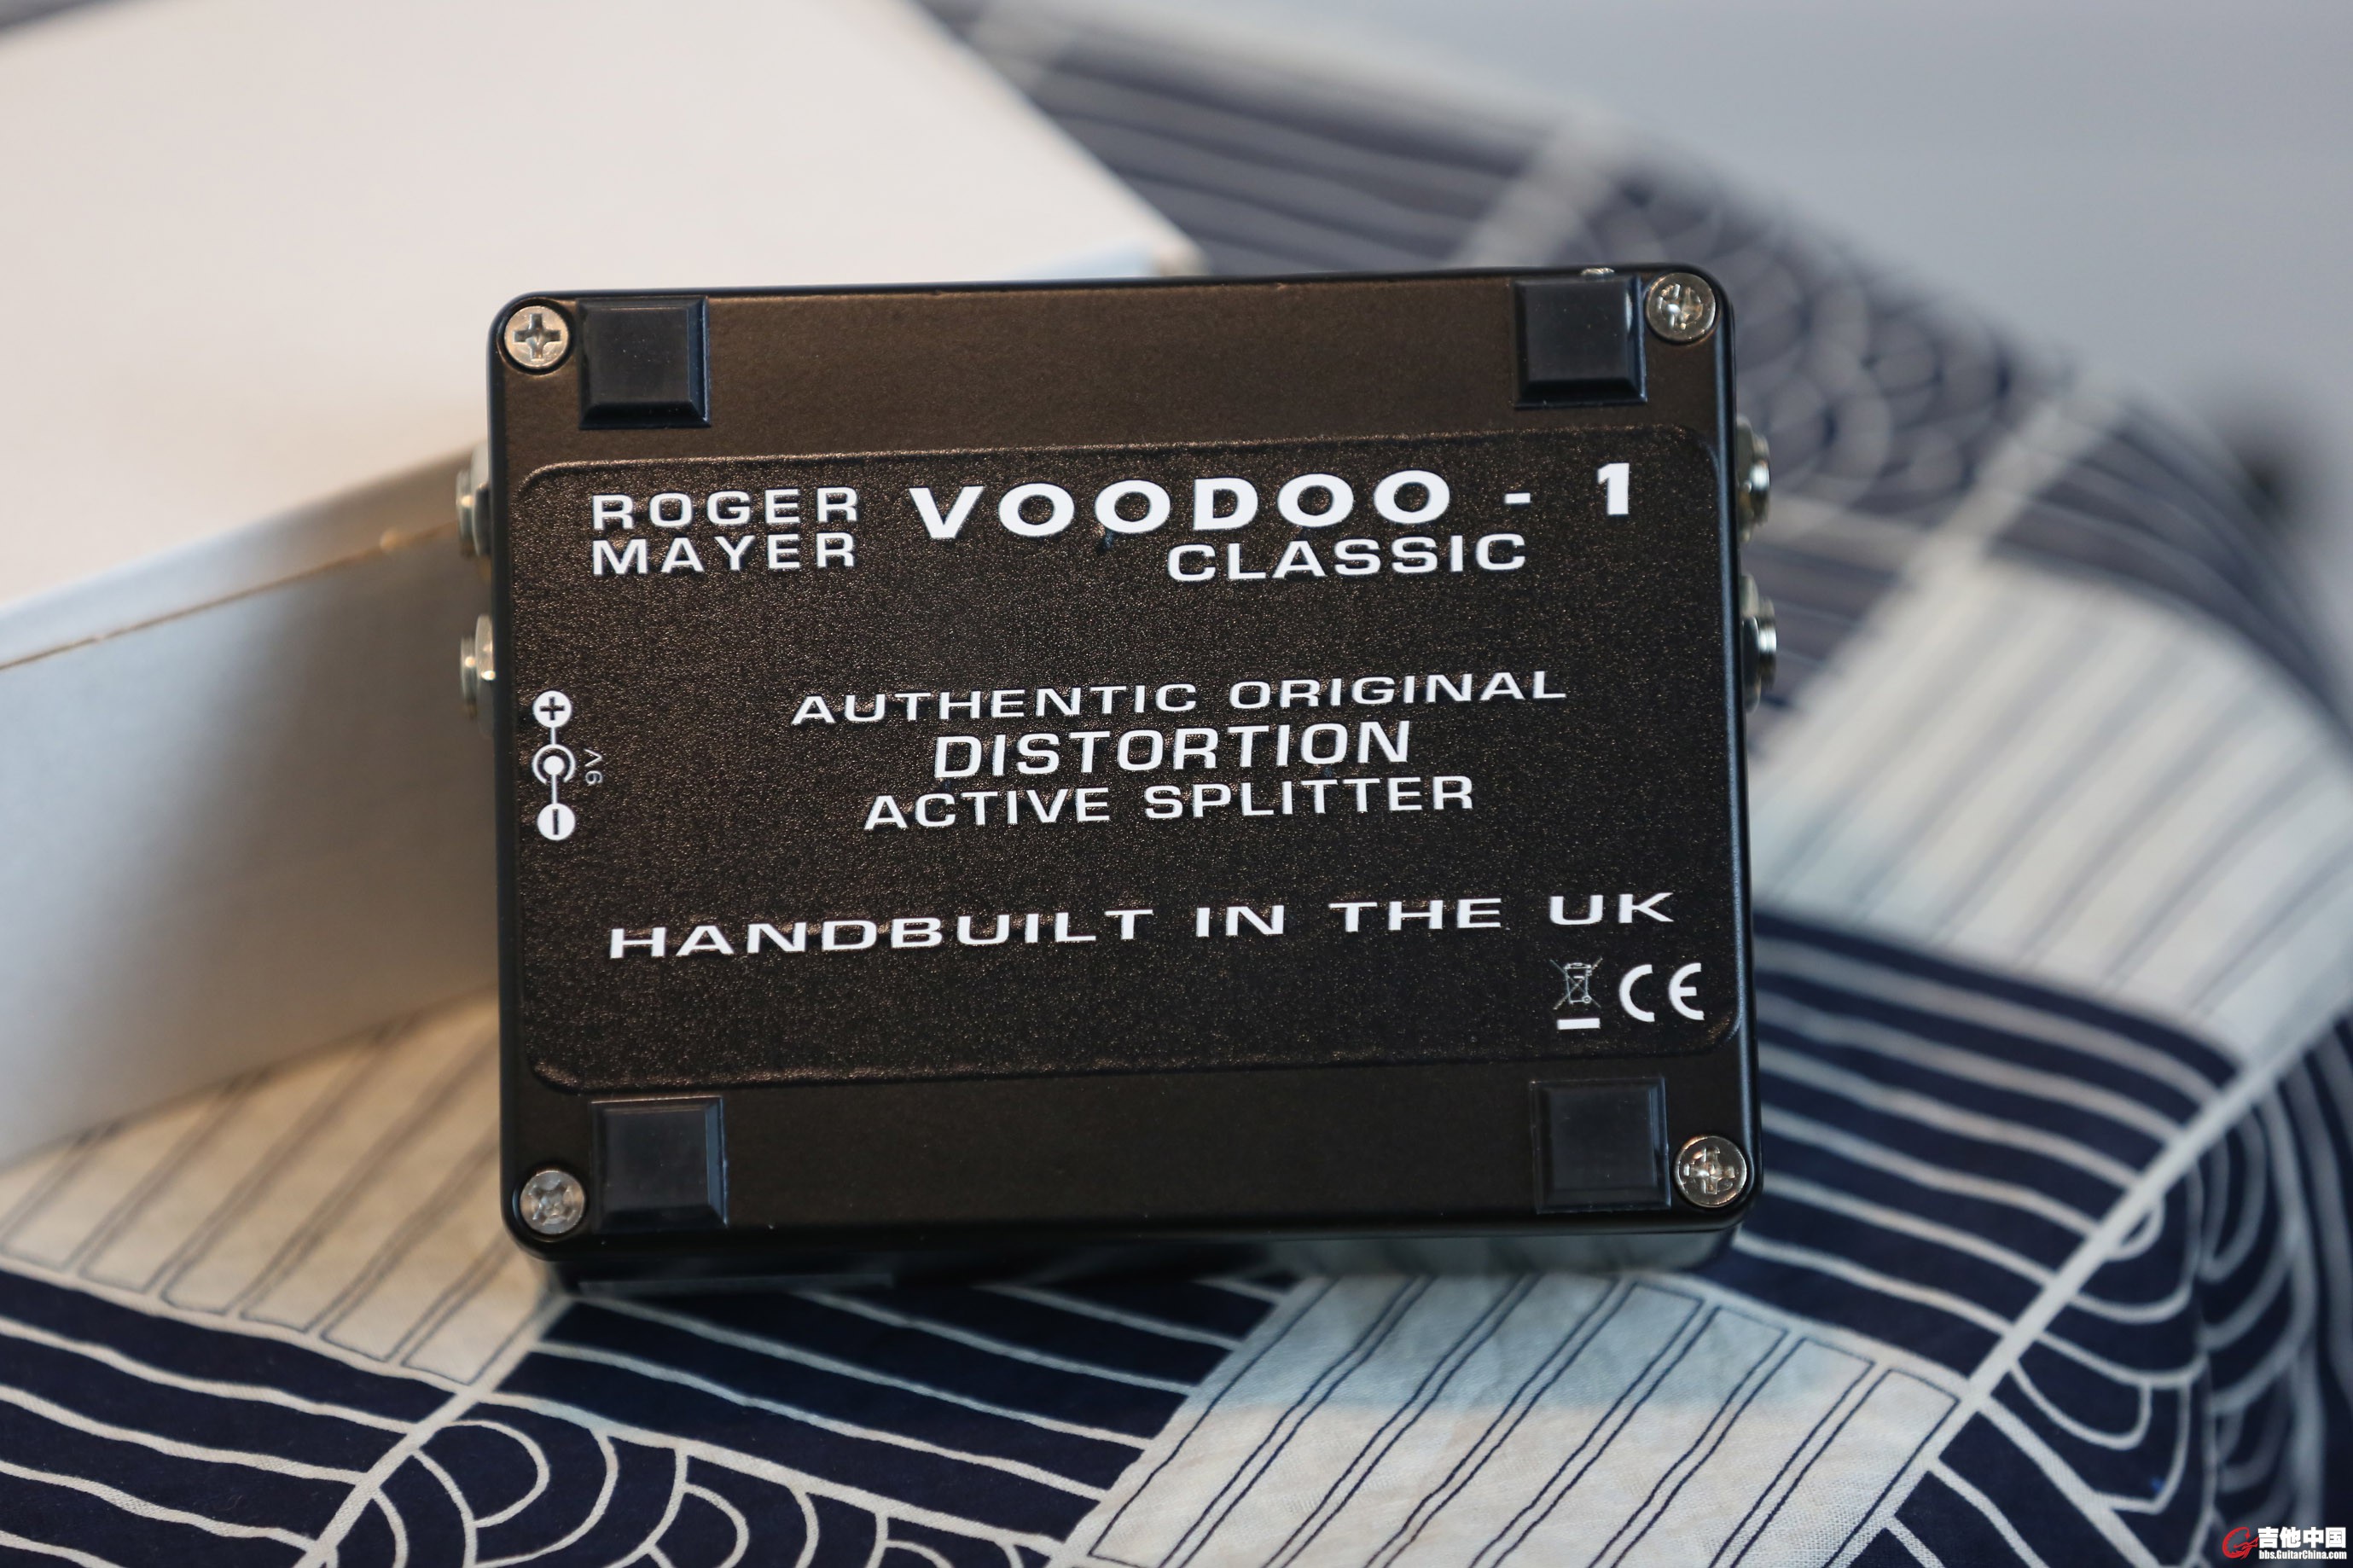 ROGER MAYER VOODOO - 1
CLASSIC
AUTHENTIC ORIGINAL
DISTORTION
ACTIVE SPLITTER
+
9V
−
HANDBUILT IN THE UK
CE
吉他中国
bbs.GuitarChina.com